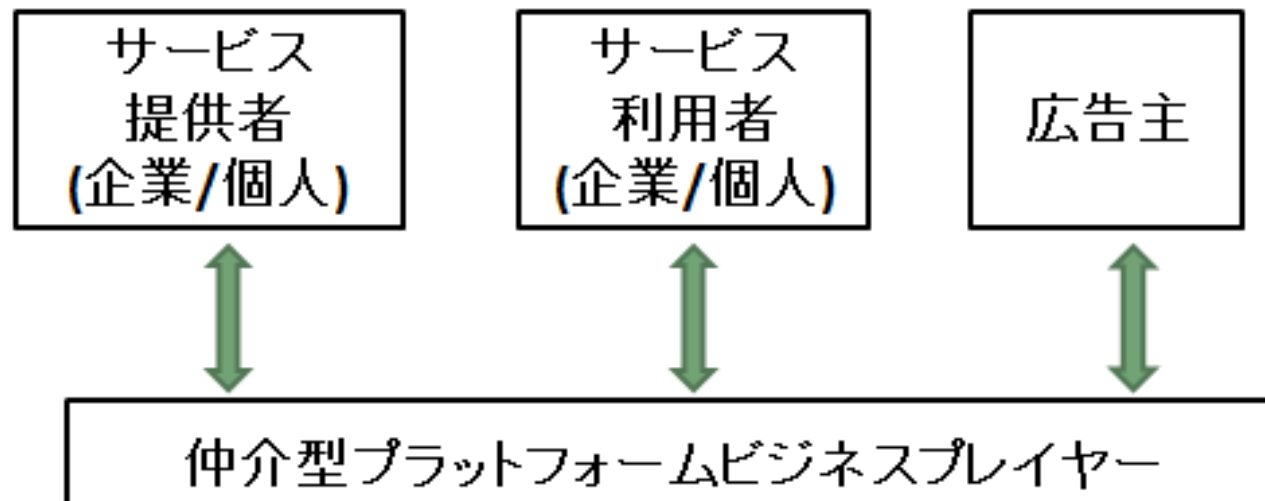 サービス
提供者
(企業/個人)
サービス
利用者
(企業/個人)
広告主
仲介型プラットフォームビジネスプレイヤー